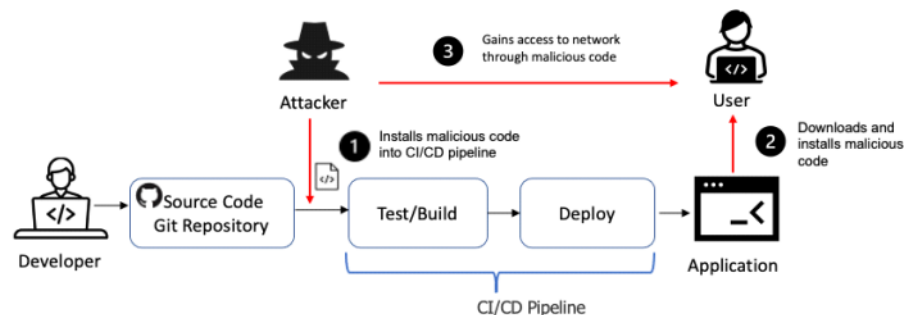 3
Gains access to network
through malicious code
Attacker
</>
User
1
Installs malicious code
into CI/CD pipeline
2
Downloads and
installs malicious
code
</>
</>
Developer
Source Code
Git Repository
Test/Build
Deploy
_<
Application
CI/CD Pipeline